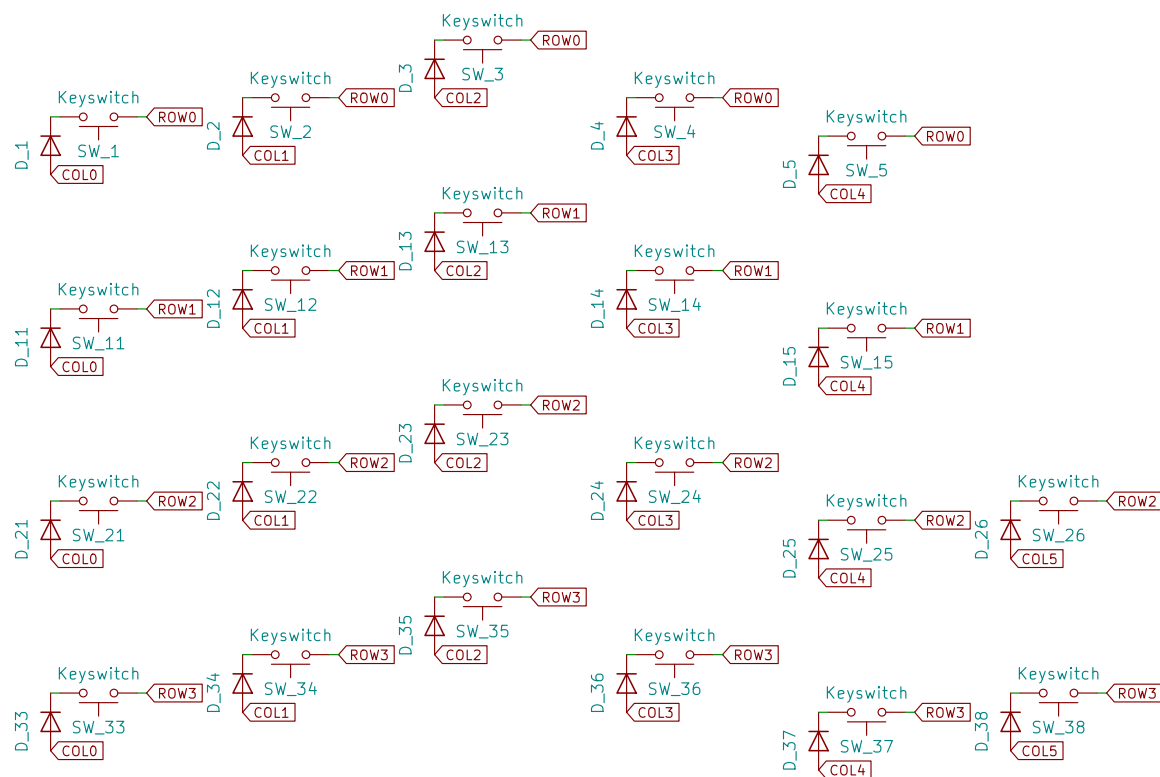 Keyswitch
D_1
SW_1
ROW0
COL0
Keyswitch
D_2
SW_2
ROW0
COL1
Keyswitch
D_3
SW_3
ROW0
COL2
Keyswitch
D_4
SW_4
ROW0
COL3
Keyswitch
D_5
SW_5
ROW0
COL4
Keyswitch
D_11
SW_11
ROW1
COL0
Keyswitch
D_12
SW_12
ROW1
COL1
Keyswitch
D_13
SW_13
ROW1
COL2
Keyswitch
D_14
SW_14
ROW1
COL3
Keyswitch
D_15
SW_15
ROW1
COL4
Keyswitch
D_21
SW_21
ROW2
COL0
Keyswitch
D_22
SW_22
ROW2
COL1
Keyswitch
D_23
SW_23
ROW2
COL2
Keyswitch
D_24
SW_24
ROW2
COL3
Keyswitch
D_25
SW_25
ROW2
COL4
Keyswitch
D_26
SW_26
ROW2
COL5
Keyswitch
D_33
SW_33
ROW3
COL0
Keyswitch
D_34
SW_34
ROW3
COL1
Keyswitch
D_35
SW_35
ROW3
COL2
Keyswitch
D_36
SW_36
ROW3
COL3
Keyswitch
D_37
SW_37
ROW3
COL4
Keyswitch
D_38
SW_38
ROW3
COL5